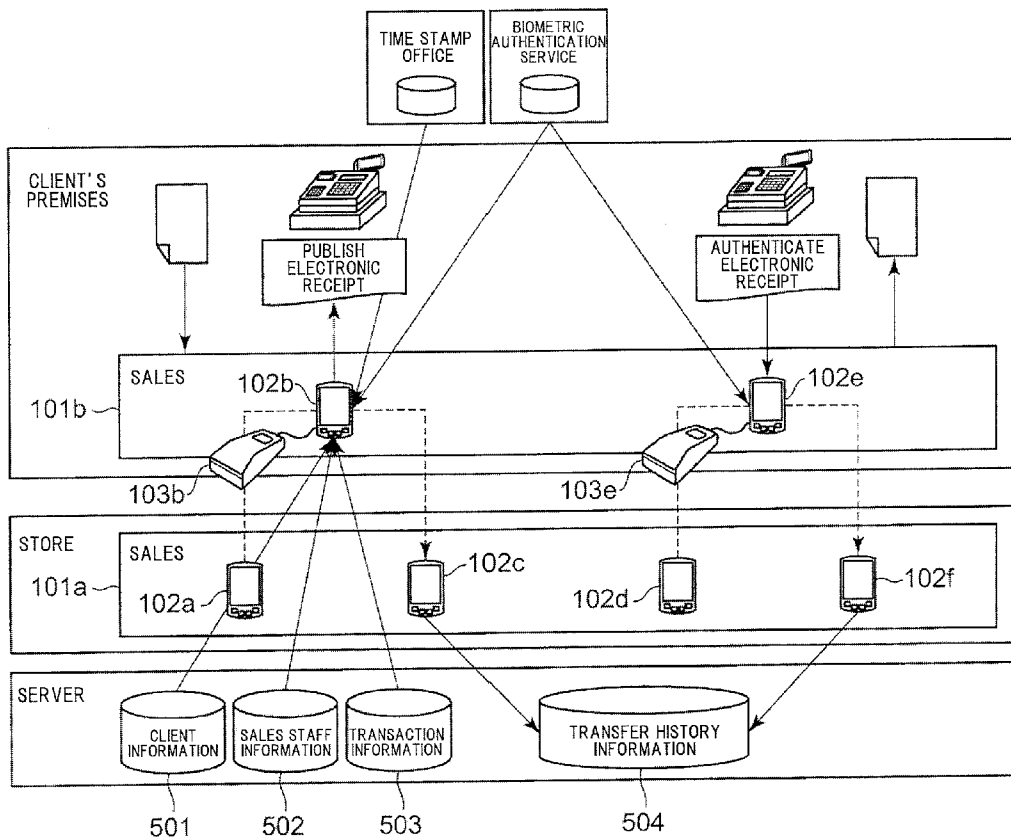 TIME STAMP
OFFICE
BIOMETRIC
AUTHENTICATION
SERVICE
CLIENT'S
PREMISES
PUBLISH
ELECTRONIC
RECEIPT
AUTHENTICATE
ELECTRONIC
RECEIPT
SALES
102b
102e
101b
103b
103e
STORE
SALES
101a
102a
102c
102d
102f
SERVER
CLIENT
INFORMATION
SALES STAFF
INFORMATION
TRANSACTION
INFORMATION
TRANSFER HISTORY
INFORMATION
501
502
503
504